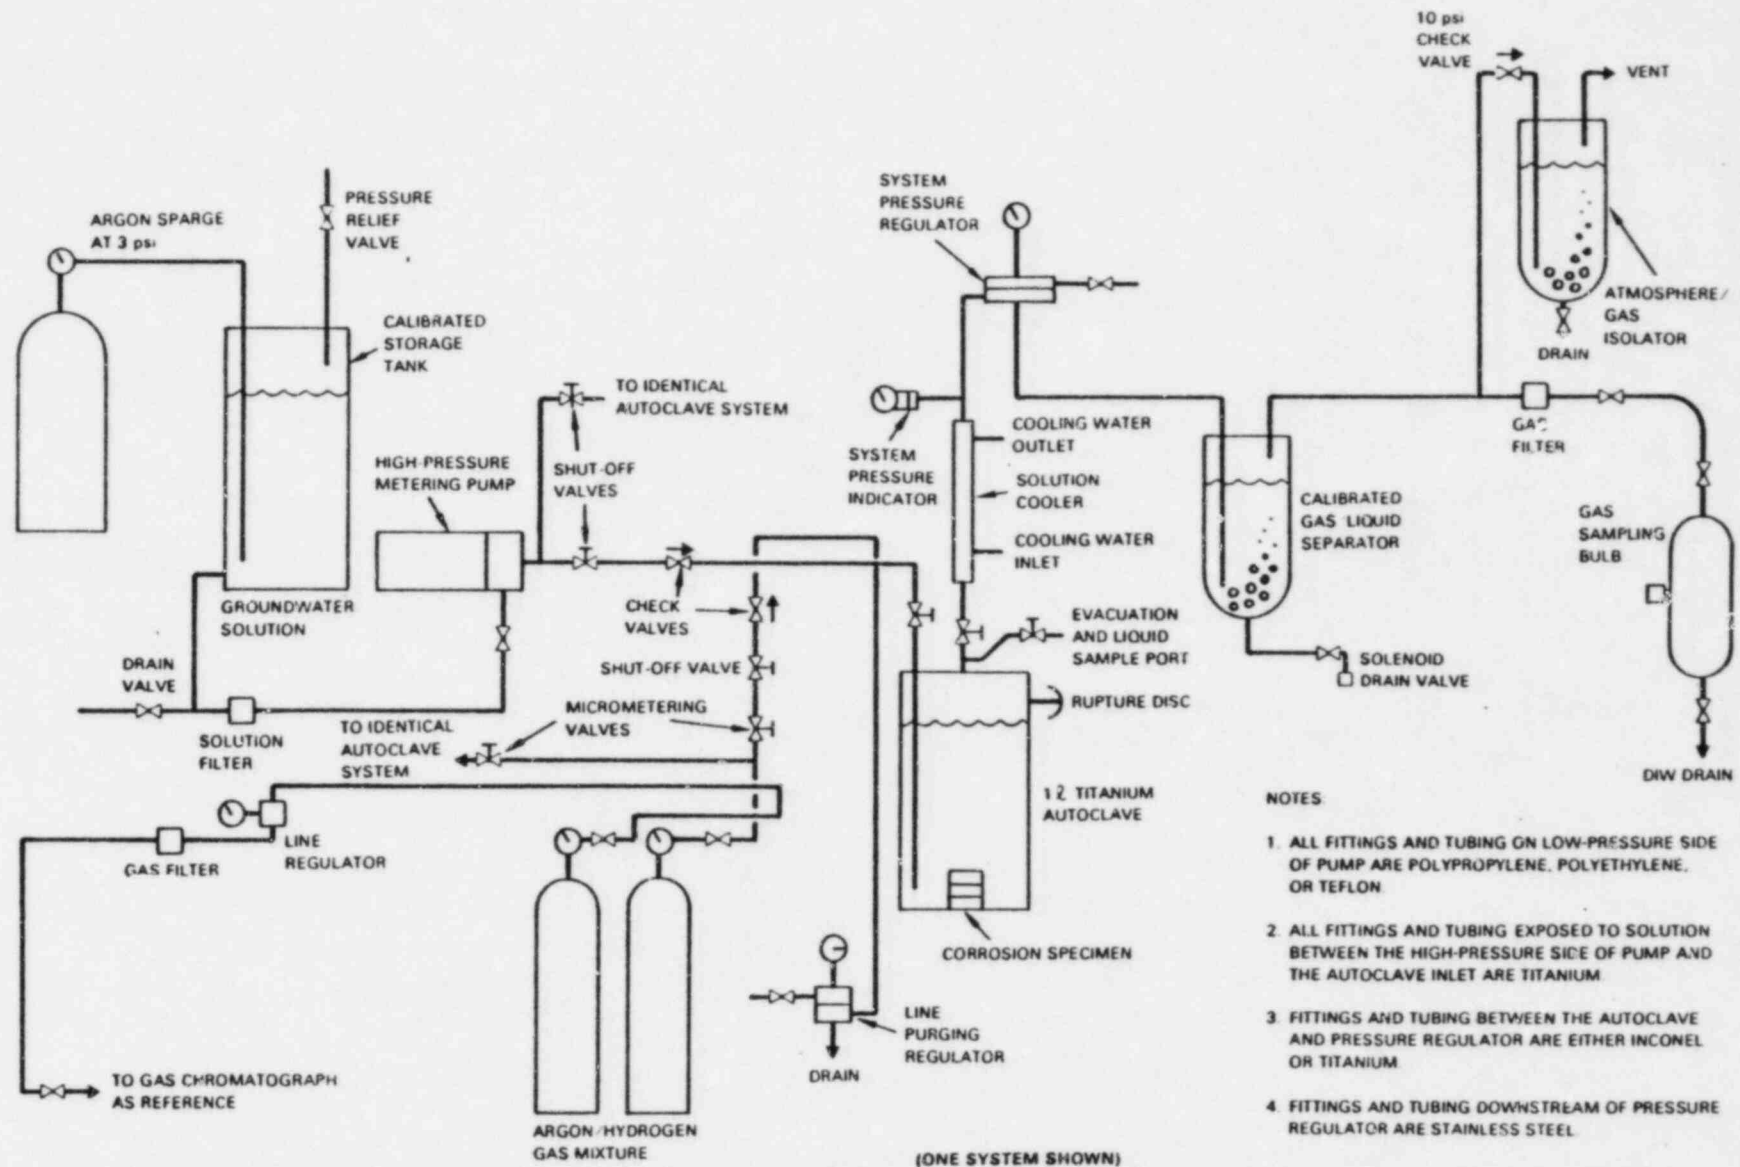 10 psi
CHECK
VALVE
VENT
ATMOSPHERE/
GAS
ISOLATOR
DRAIN
SYSTEM
PRESSURE
REGULATOR
PRESSURE
RELIEF
VALVE
ARGON SPARGE
AT 3 psi
CALIBRATED
STORAGE
TANK
TO IDENTICAL
AUTOCLAVE SYSTEM
HIGH-PRESSURE
METERING PUMP
SHUT-OFF
VALVES
SYSTEM
PRESSURE
INDICATOR
COOLING WATER
OUTLET
SOLUTION
COOLER
COOLING WATER
INLET
CALIBRATED
GAS LIQUID
SEPARATOR
GAS
FILTER
GAS
SAMPLING
BULB
GROUNDWATER
SOLUTION
CHECK
VALVES
EVACUATION
AND LIQUID
SAMPLE PORT
DRAIN
VALVE
SHUT-OFF VALVE
SOLENOID
DRAIN VALVE
RUPTURE DISC
MICROMETERING
VALVES
SOLUTION
FILTER
TO IDENTICAL
AUTOCLAVE
SYSTEM
DIW DRAIN
1ℓ TITANIUM
AUTOCLAVE
LINE
REGULATOR
GAS FILTER
CORROSION SPECIMEN
LINE
PURGING
REGULATOR
DRAIN
TO GAS CHROMATOGRAPH
AS REFERENCE
ARGON/HYDROGEN
GAS MIXTURE
(ONE SYSTEM SHOWN)
NOTES:
1. ALL FITTINGS AND TUBING ON LOW-PRESSURE SIDE
OF PUMP ARE POLYPROPYLENE, POLYETHYLENE,
OR TEFLON.
2. ALL FITTINGS AND TUBING EXPOSED TO SOLUTION
BETWEEN THE HIGH-PRESSURE SIDE OF PUMP AND
THE AUTOCLAVE INLET ARE TITANIUM.
3. FITTINGS AND TUBING BETWEEN THE AUTOCLAVE
AND PRESSURE REGULATOR ARE EITHER INCONEL
OR TITANIUM.
4. FITTINGS AND TUBING DOWNSTREAM OF PRESSURE
REGULATOR ARE STAINLESS STEEL.